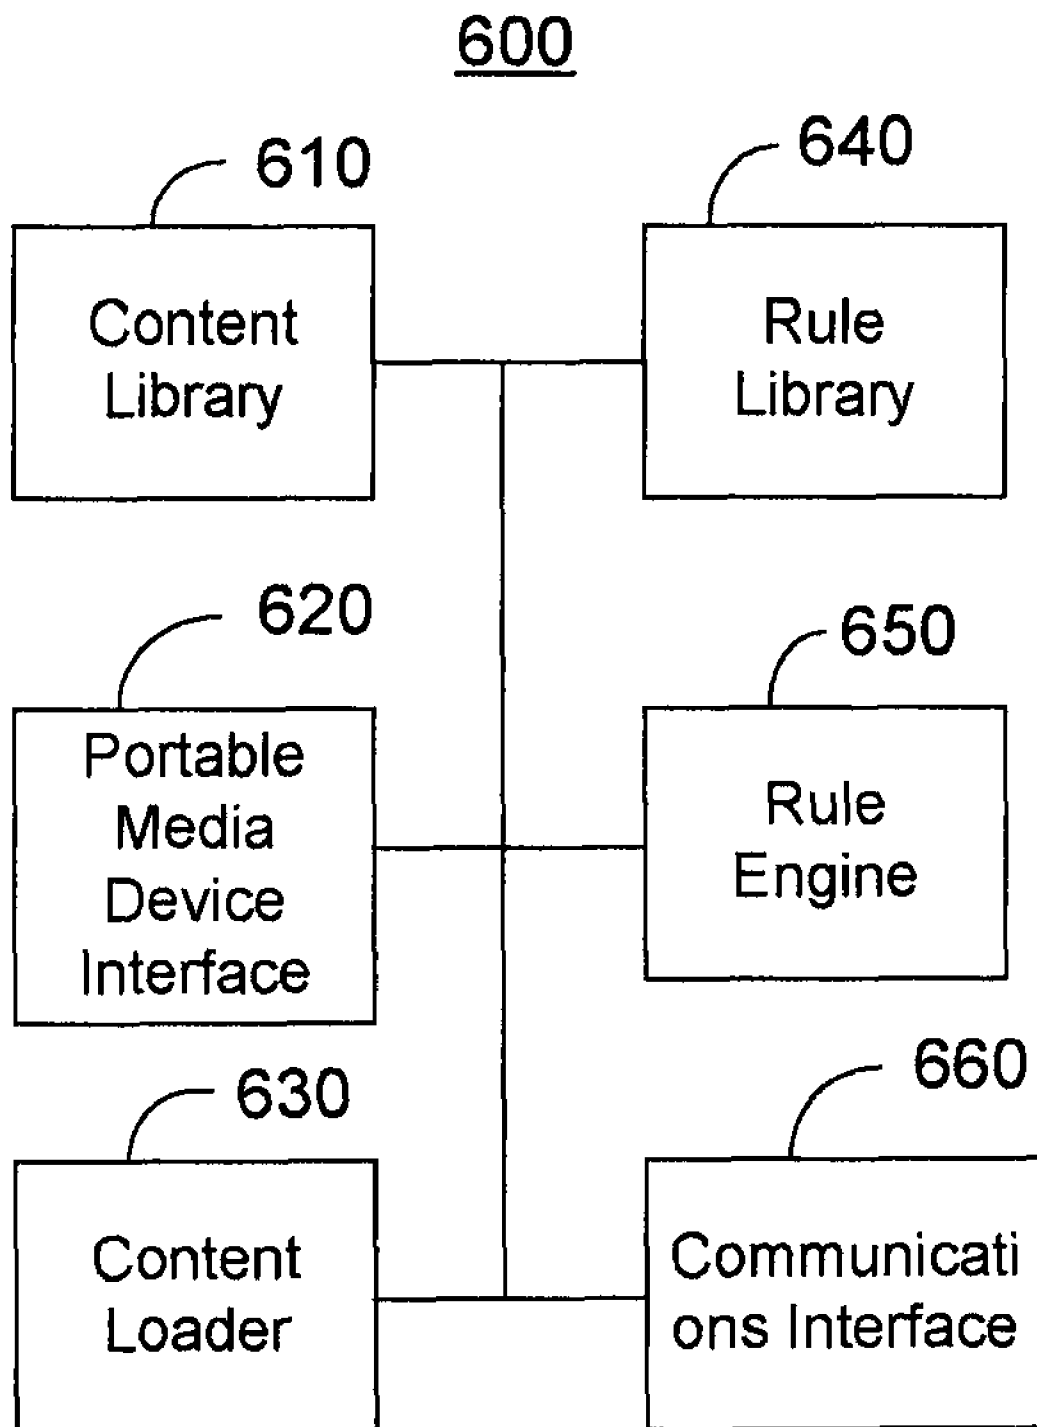 600
610
640
Content
Library
Rule
Library
620
650
Portable
Media
Device
Interface
Rule
Engine
630
660
Content
Loader
Communicati
ons Interface